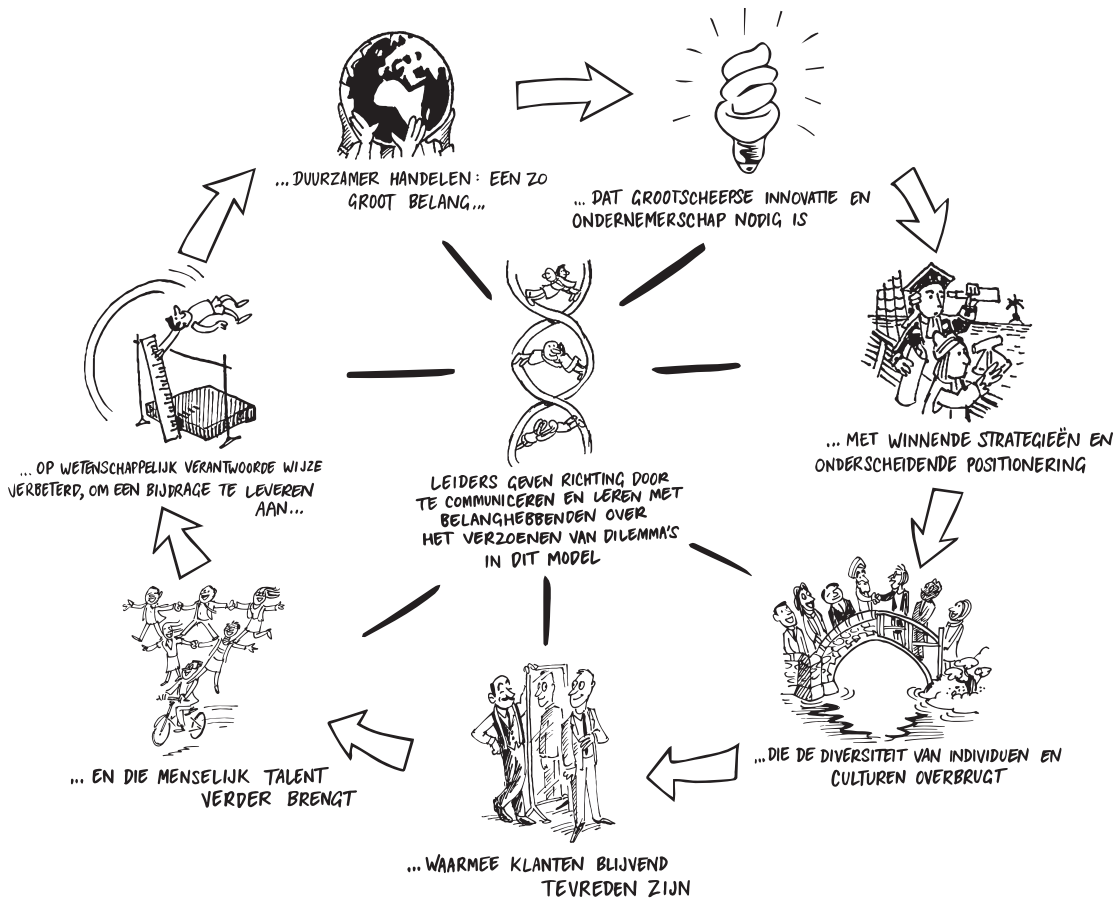 ...DUURZAMER HANDELEN: EEN ZO
GROOT BELANG...
... DAT GROOTSCHEEPSE INNOVATIE EN
ONDERNEMERSCHAP NODIG IS
... MET WINNENDE STRATEGIEËN EN
ONDERSCHEIDENDE POSITIONERING
...DIE DE DIVERSITEIT VAN INDIVIDUEN EN
CULTUREN OVERBRUGT
...WAARMEE KLANTEN BLIJVEND
TEVREDEN ZIJN
... EN DIE MENSELIJK TALENT
VERDER BRENGT
... OP WETENSCHAPPELIJK VERANTWOORDE WIJZE
VERBETERD, OM EEN BIJDRAGE TE LEVEREN
AAN...
LEIDERS GEVEN RICHTING DOOR
TE COMMUNICEREN EN LEREN MET
BELANGHEBBENDEN OVER
HET VERZOENEN VAN DILEMMA'S
IN DIT MODEL